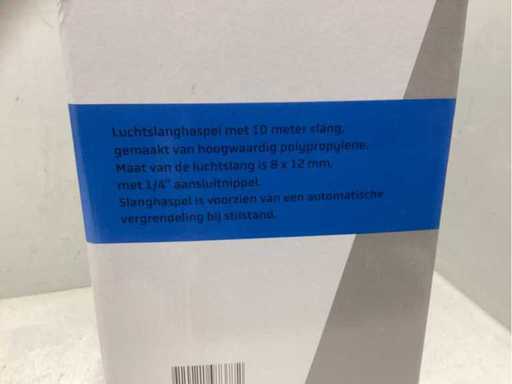 Luchtslanghaspel met 10 meter slang,
gemaakt van hoogwaardig polypropylene.
Maat van de luchtslang is 8 x 12 mm,
met 1/4" aansluitnippel.
Slanghaspel is voorzien van een automatische
vergrendeling bij stilstand.